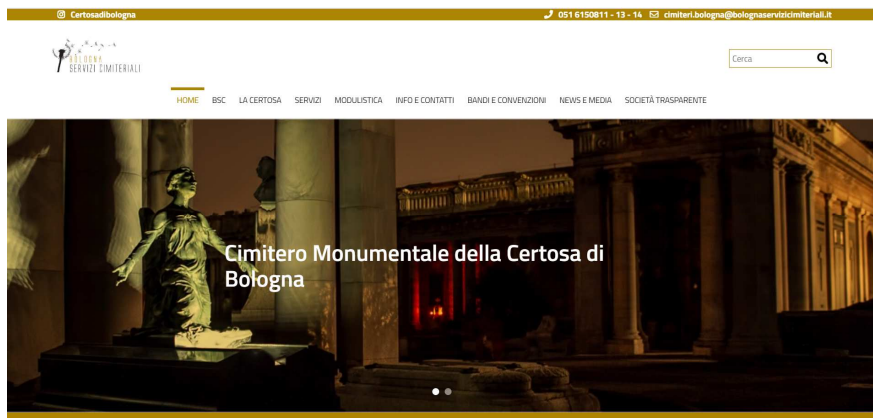 Certosadibologna
051 6150811 - 13 - 14 cimiteri.bologna@bolognaservizicimiteriali.it
BOLOGNA
SERVIZI CIMITERIALI
Cerca
HOME BSC LA CERTOSA SERVIZI MODULISTICA INFO E CONTATTI BANDI E CONVENZIONI NEWS E MEDIA SOCIETÀ TRASPARENTE
Cimitero Monumentale della Certosa di
Bologna